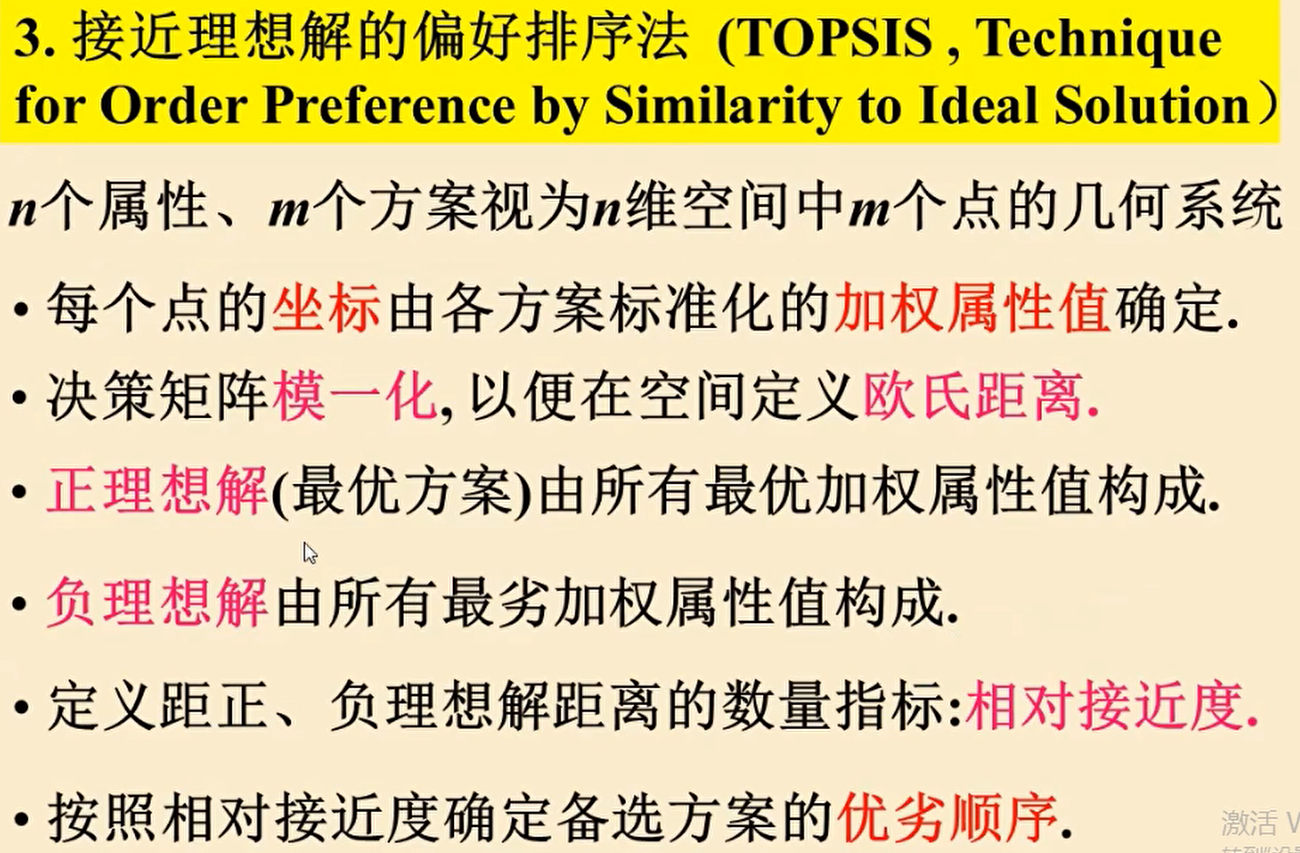 3. 接近理想解的偏好排序法 (TOPSIS , Technique
for Order Preference by Similarity to Ideal Solution）
n个属性、m个方案视为n维空间中m个点的几何系统
• 每个点的坐标由各方案标准化的加权属性值确定.
• 决策矩阵模一化, 以便在空间定义欧氏距离.
• 正理想解(最优方案)由所有最优加权属性值构成.
• 负理想解由所有最劣加权属性值构成.
• 定义距正、负理想解距离的数量指标:相对接近度.
• 按照相对接近度确定备选方案的优劣顺序.
激活